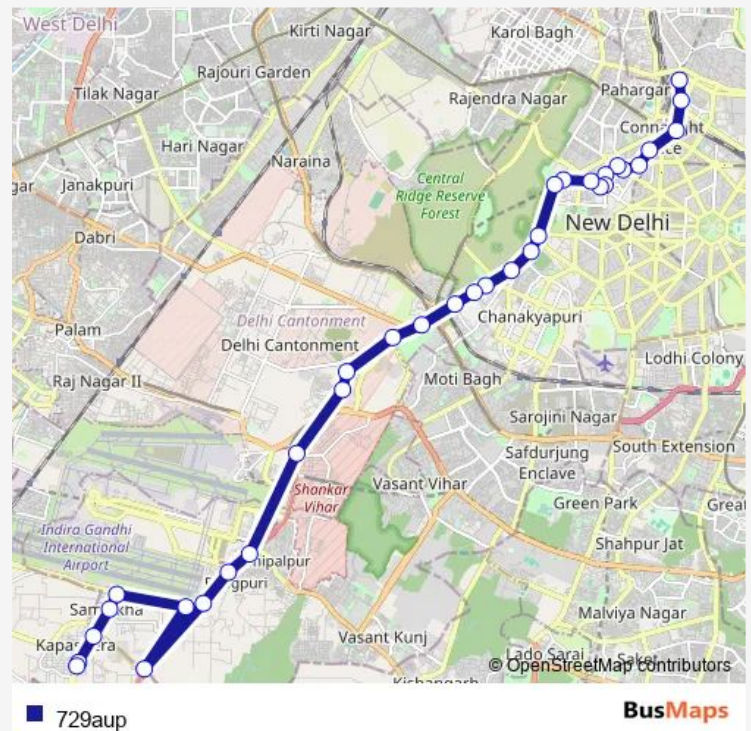 West Delhi
Kirti Nagar
Karol Bagh
Rajouri Garden
Tilak Nagar
Rajendra Nagar
Pahargar
Hari Nagar
Naraina
Janakpuri
Central
Ridge Reserve
Forest
New Delhi
Dabri
Delhi Cantonment
Chanakyapuri
Palam
Delhi Cantonment
Lodhi Colony
Raj Nagar II
Moti Bagh
Sarojini Nagar
South Extension
Safdurjung
Enclave
Vasant Vihar
Shankar
Vihar
Green Park
Indira Gandhi
International
Airport
Shahpur Jat
Malviya Nagar
Vasant Kunj
Lado Sarai
Saket
© OpenStreetMap contributors
729aup
BusMaps